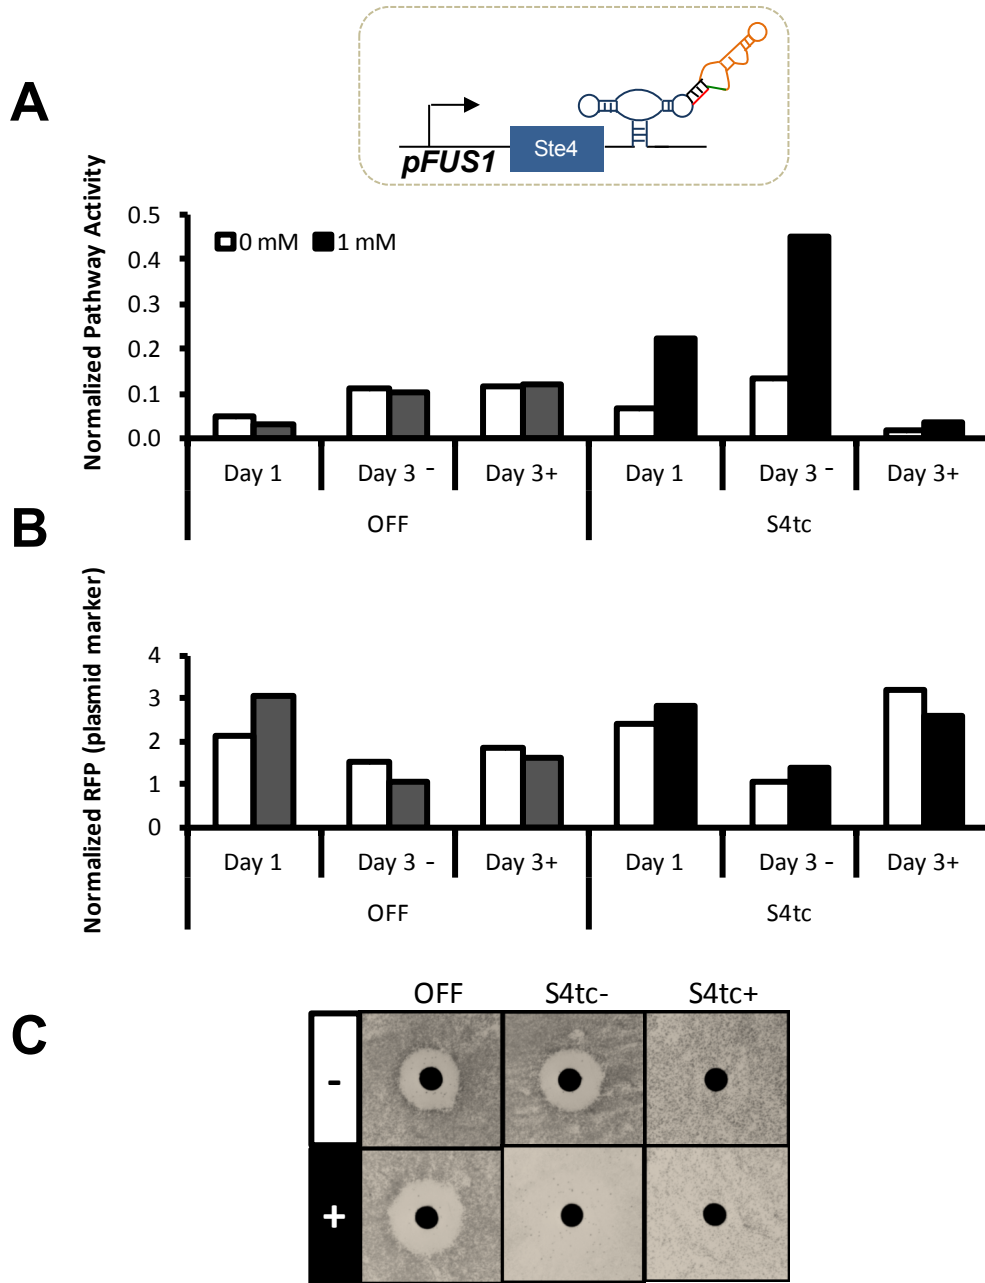 A
Ste4
pFUS1
Normalized Pathway Activity
0.5
0.4
0.3
0.2
0.1
0.0
0 mM 1 mM
Day 1 Day 3 - Day 3+ Day 1 Day 3 - Day 3+
OFF S4tc
B
Normalized RFP (plasmid marker)
4
3
2
1
0
Day 1 Day 3 - Day 3+ Day 1 Day 3 - Day 3+
OFF S4tc
C
OFF S4tc- S4tc+
-
+